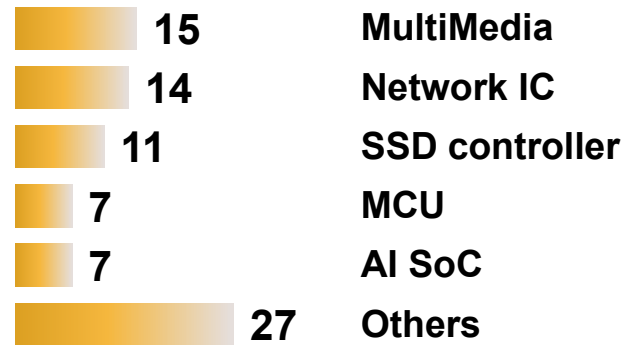 15 MultiMedia
14 Network IC
11 SSD controller
7 MCU
7 AI SoC
27 Others